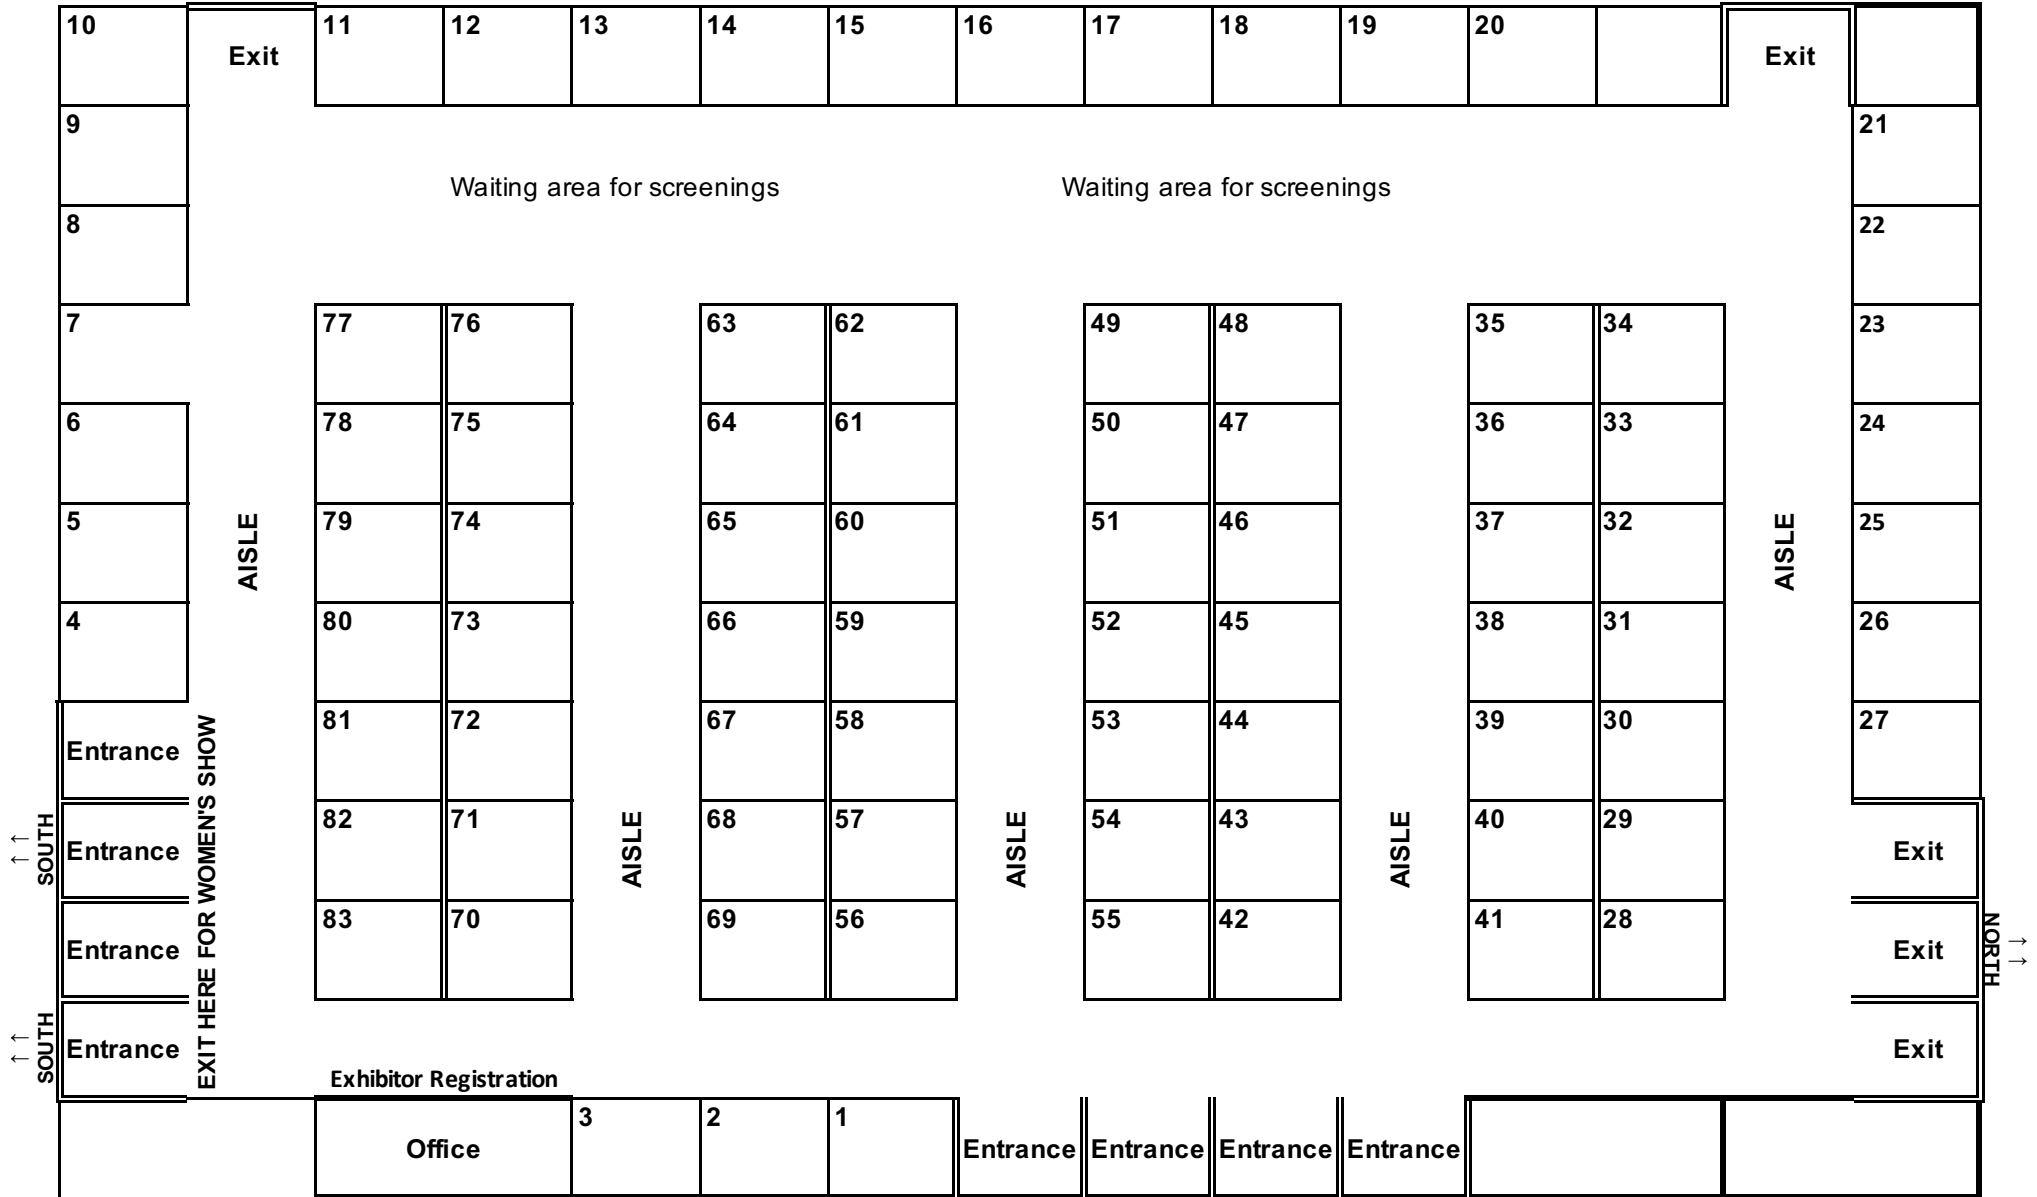 10 Exit 11 12 13 14 15 16 17 18 19 20 Exit
9 21
Waiting area for screenings Waiting area for screenings
8 22
7 77 76 63 62 49 48 35 34 23
6 78 75 64 61 50 47 36 33 24
5 79 74 65 60 51 46 37 32 25
AISLE AISLE
4 80 73 66 59 52 45 38 31 26
81 72 67 58 53 44 39 30 27
Entrance
EXIT HERE FOR WOMEN'S SHOW
82 71 68 57 54 43 40 29
←← SOUTH Entrance AISLE AISLE AISLE Exit
83 70 69 56 55 42 41 28
Entrance Exit NORTH →→
←← SOUTH Entrance Exit
Exhibitor Registration
3 2 1
Office Entrance Entrance Entrance Entrance